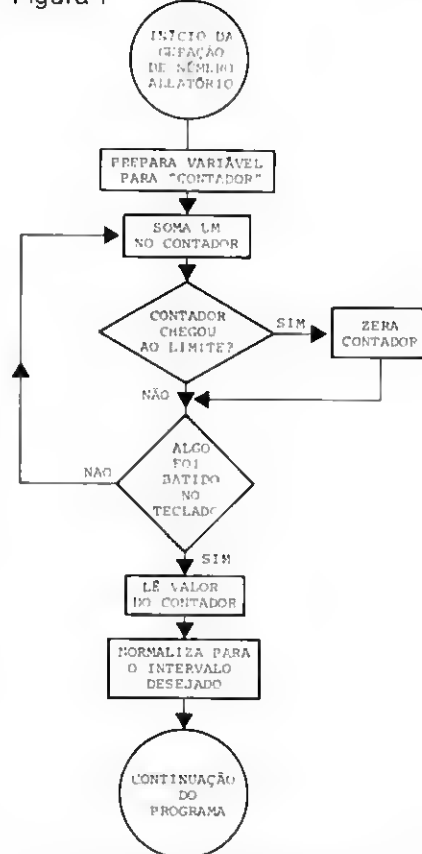 Figura 1
INÍCIO DA
GERAÇÃO
DE NÚMERO
ALEATÓRIO
PREPARA VARIÁVEL
PARA "CONTADOR"
SOMA UM
NO CONTADOR
CONTADOR
CHEGOU
AO LIMITE?
SIM
ZERA
CONTADOR
NÃO
ALGO
FOI
BATIDO
NO
TECLADO
NAO
SIM
LÊ VALOR
DO CONTADOR
NORMALIZA PARA
O INTERVALO
DESEJADO
CONTINUAÇÃO
DO
PROGRAMA